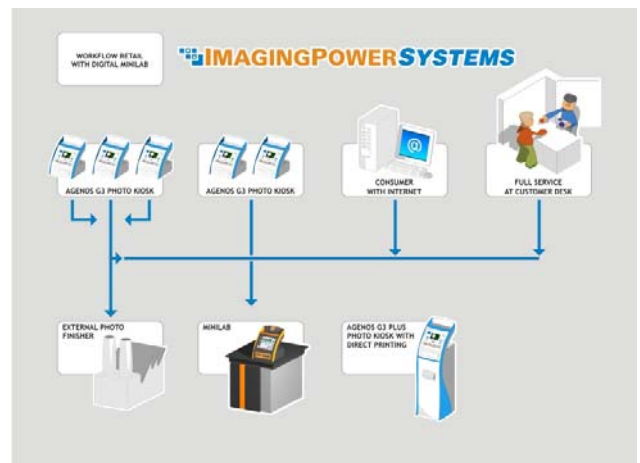 WORKFLOW RETAIL
WITH DIGITAL MINILAB
IMAGINGPOWERSYSTEMS
AGENOS G3 PHOTO KIOSK
AGENOS G3 PHOTO KIOSK
@
CONSUMER
WITH INTERNET
FULL SERVICE
AT CUSTOMER DESK
EXTERNAL PHOTO
FINISHER
MINILAB
AGENOS G3 PLUS
PHOTO KIOSK WITH
DIRECT PRINTING